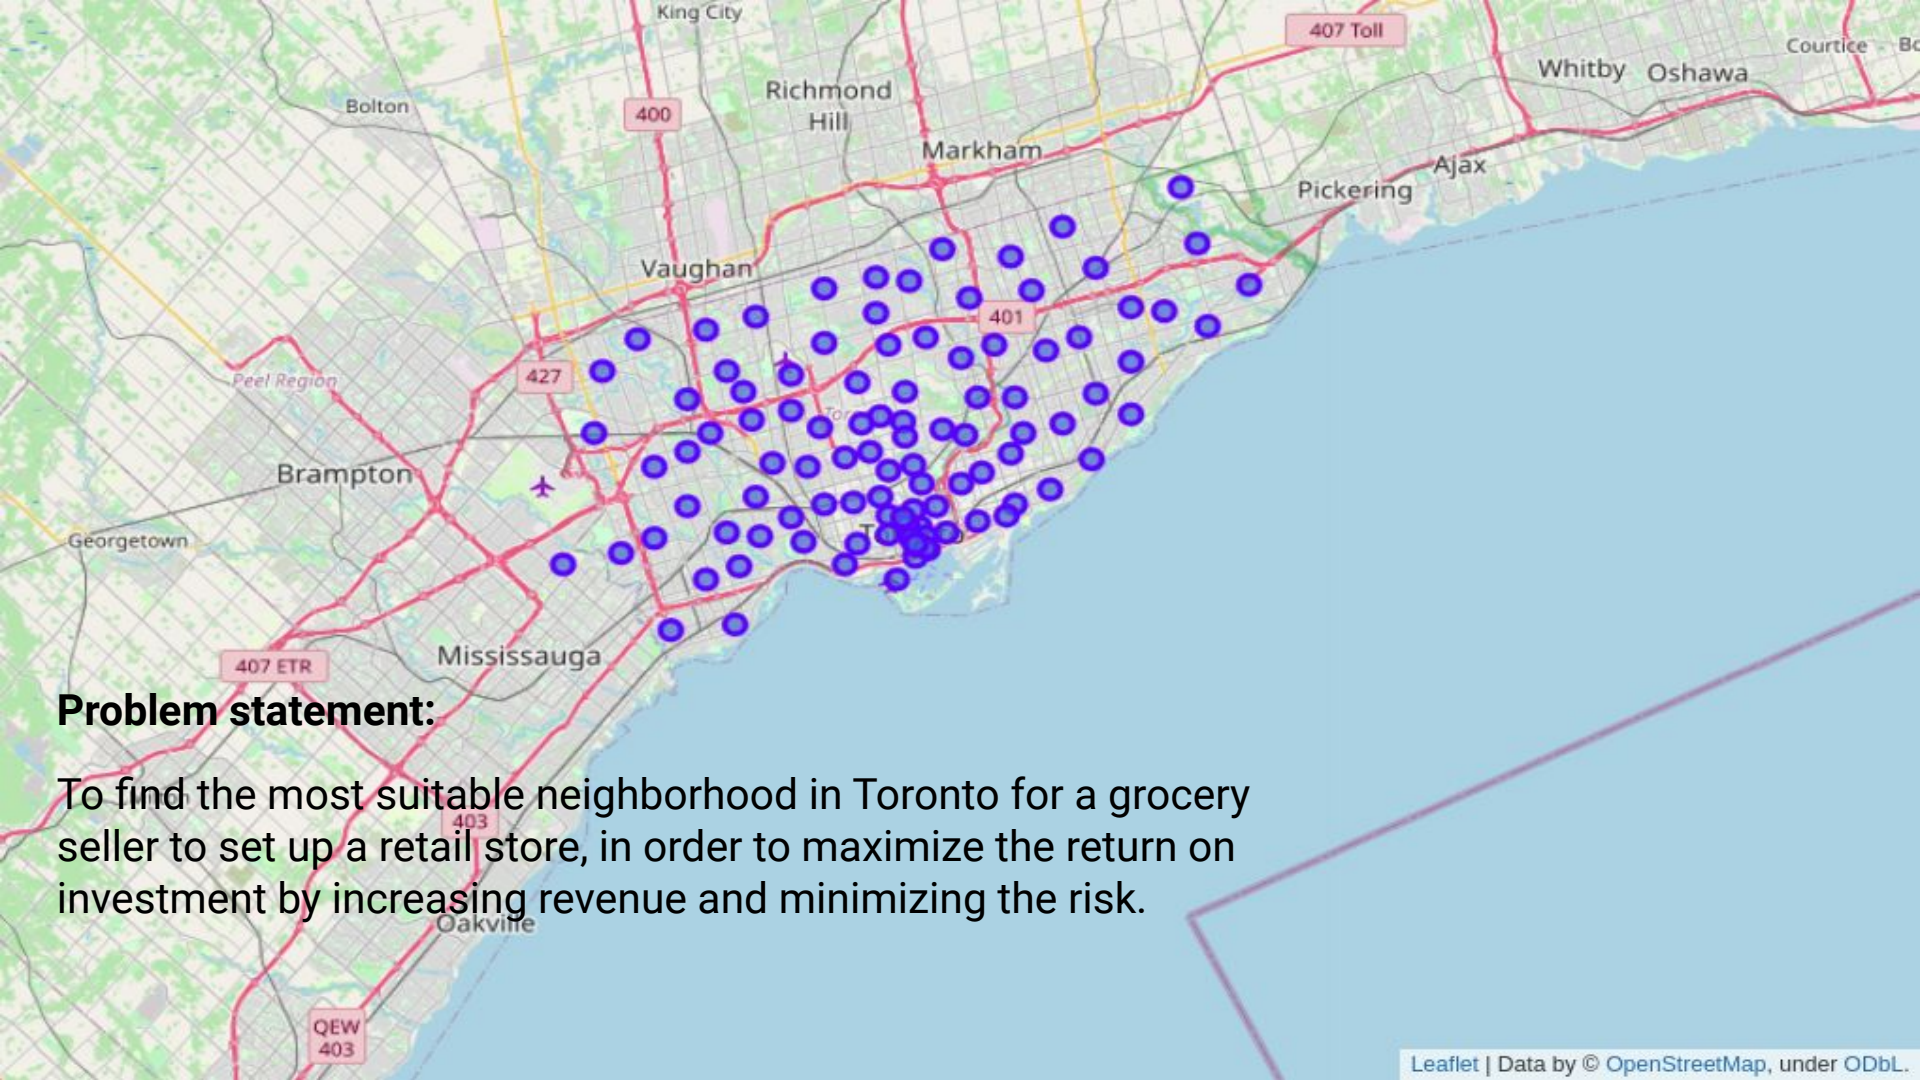 King City
407 Toll
Courtice
Whitby
Oshawa
Richmond
Hill
Bolton
400
Markham
Ajax
Pickering
Vaughan
401
427
Peel Region
Brampton
Georgetown
Mississauga
407 ETR
Problem statement:
To find the most suitable neighborhood in Toronto for a grocery
403
seller to set up a retail store, in order to maximize the return on
investment by increasing revenue and minimizing the risk.
Oakville
QEW
403
Leaflet | Data by © OpenStreetMap, under ODbL.